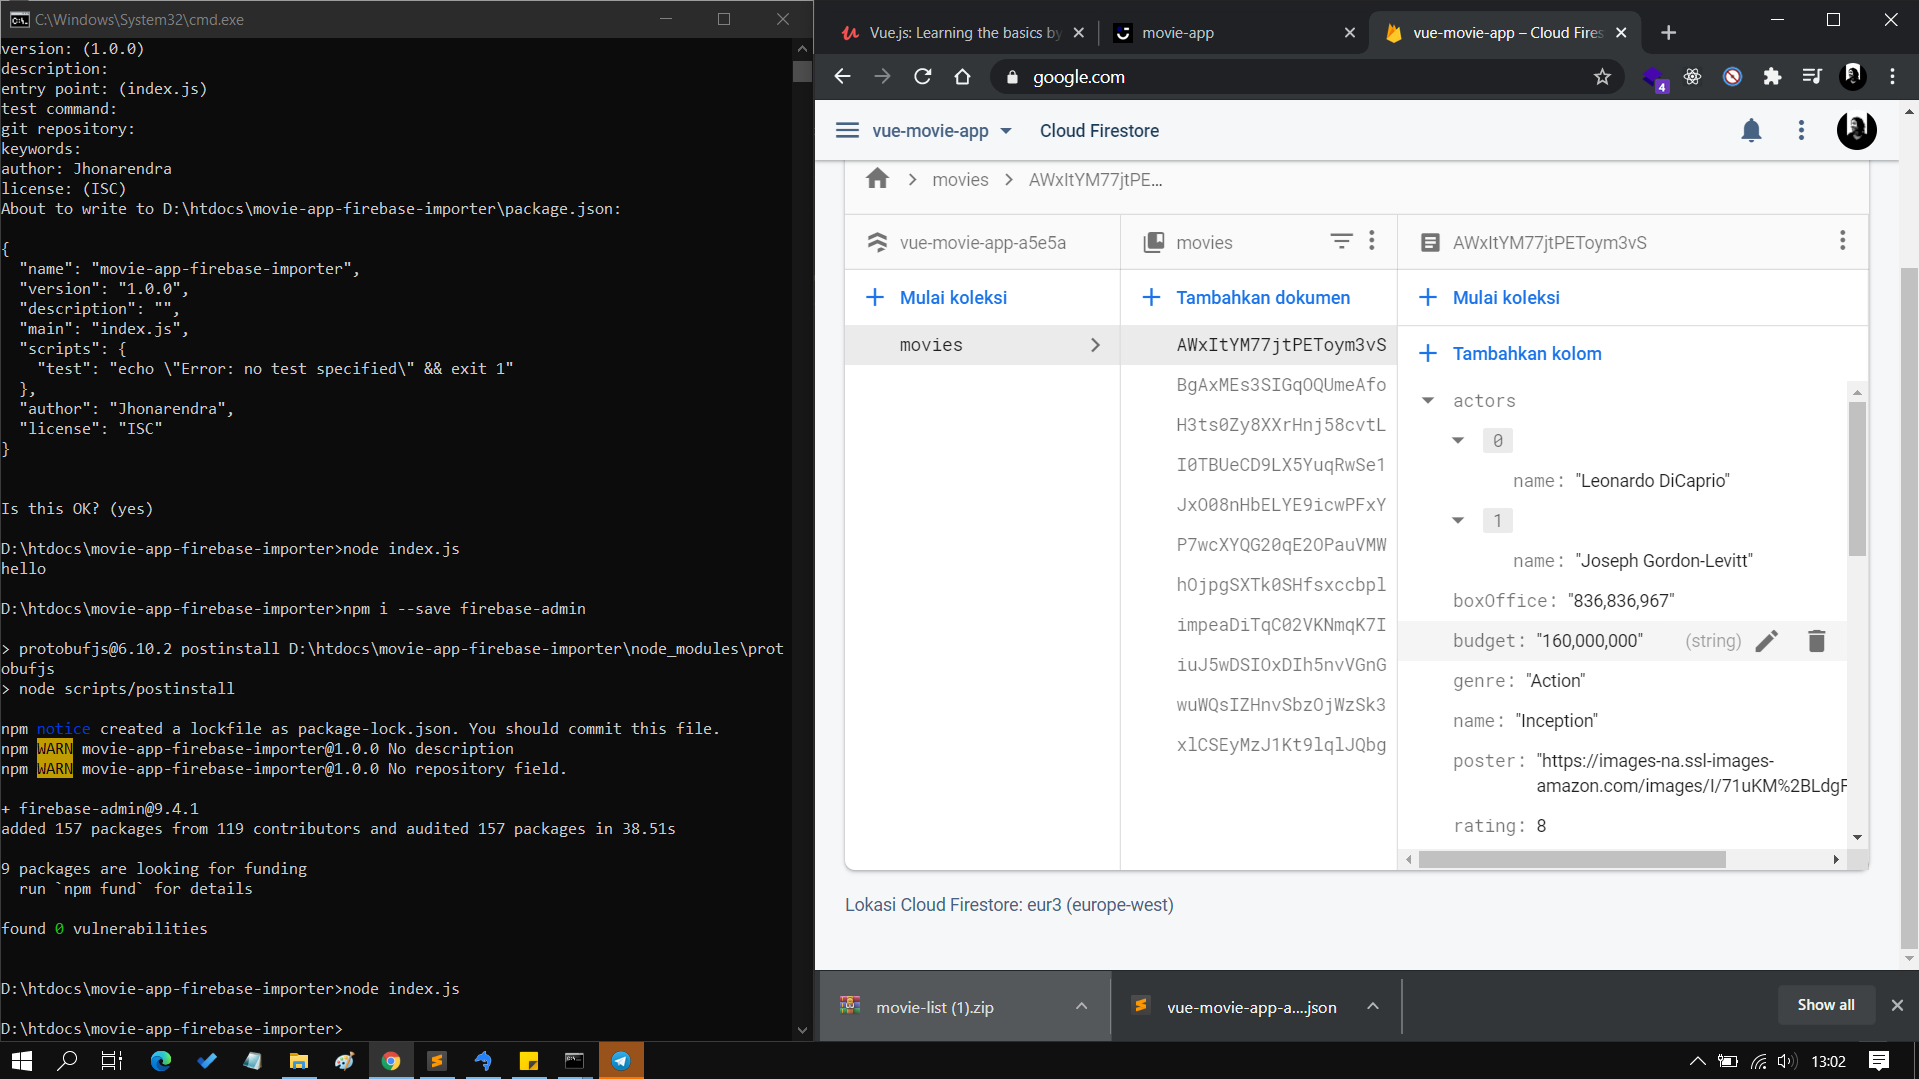 C:\Windows\System32\cmd.exe
version: (1.0.0)
description:
entry point: (index.js)
test command:
git repository:
keywords:
author: Jhonarendra
license: (ISC)
About to write to D:\htdocs\movie-app-firebase-importer\package.json:
{
"name": "movie-app-firebase-importer",
"version": "1.0.0",
"description": "",
"main": "index.js",
"scripts": {
"test": "echo \"Error: no test specified\" && exit 1"
},
"author": "Jhonarendra",
"license": "ISC"
}
Is this OK? (yes)
D:\htdocs\movie-app-firebase-importer>node index.js
hello
D:\htdocs\movie-app-firebase-importer>npm i --save firebase-admin
> protobufjs@6.10.2 postinstall D:\htdocs\movie-app-firebase-importer\node_modules\prot
obufjs
> node scripts/postinstall
npm notice created a lockfile as package-lock.json. You should commit this file.
npm WARN movie-app-firebase-importer@1.0.0 No description
npm WARN movie-app-firebase-importer@1.0.0 No repository field.
+ firebase-admin@9.4.1
added 157 packages from 119 contributors and audited 157 packages in 38.51s
9 packages are looking for funding
run `npm fund` for details
found 0 vulnerabilities
D:\htdocs\movie-app-firebase-importer>node index.js
D:\htdocs\movie-app-firebase-importer>
Vue.js: Learning the basics by
movie-app
vue-movie-app – Cloud Fires
google.com
4
vue-movie-app
Cloud Firestore
movies
AWxItYM77jtPE...
vue-movie-app-a5e5a
movies
AWxItYM77jtPEToym3vS
Mulai koleksi
Tambahkan dokumen
Mulai koleksi
movies
AWxItYM77jtPEToym3vS
BgAxMEs3SIGqOQUmeAfo
H3ts0Zy8XXrHnj58cvtL
I0TBUeCD9LX5YuqRwSe1
JxO08nHbELYE9icwPFxY
P7wcXYQG20qE2OPauVMW
hOjpgSXTk0SHfsxccbpl
impeaDiTqC02VKNmqK7I
iuJ5wDSIOxDIh5nvVGnG
wuWQsIZHnvSbzOjWzSk3
xlCSEyMzJ1Kt9lqlJQbg
Tambahkan kolom
actors
0
name: "Leonardo DiCaprio"
1
name: "Joseph Gordon-Levitt"
boxOffice: "836,836,967"
budget: "160,000,000" (string)
genre: "Action"
name: "Inception"
poster: "https://images-na.ssl-images-
amazon.com/images/I/71uKM%2BLdgF
rating: 8
Lokasi Cloud Firestore: eur3 (europe-west)
movie-list (1).zip
vue-movie-app-a....json
Show all
13:02